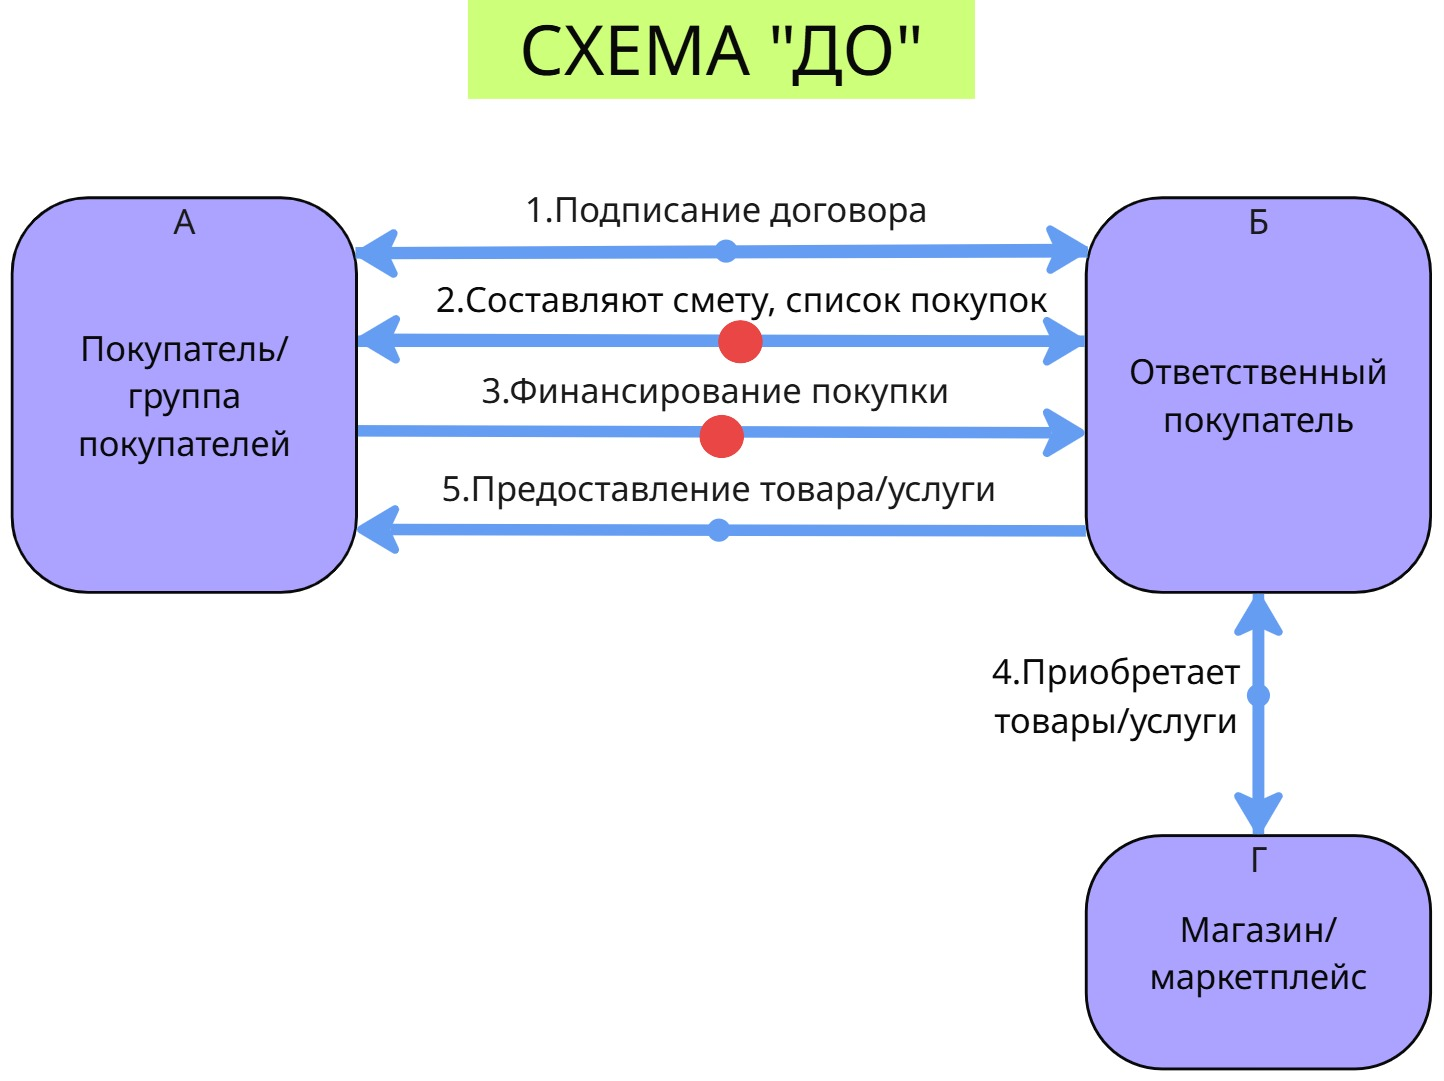 СХЕМА "ДО"
А
Покупатель/
группа
покупателей
1.Подписание договора
2.Составляют смету, список покупок
3.Финансирование покупки
5.Предоставление товара/услуги
Б
Ответственный
покупатель
4.Приобретает
товары/услуги
Г
Магазин/
маркетплейс